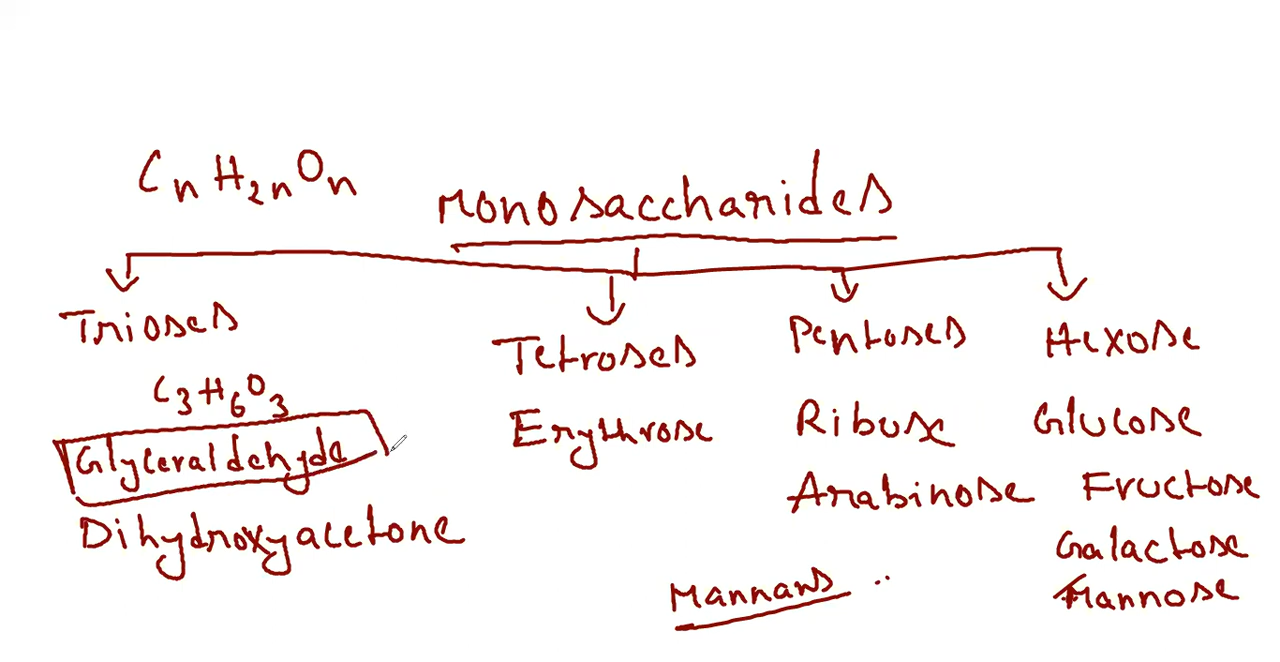 CnH2nOn
Monosaccharides
Trioses
Tetroses
Pentoses
Hexose
C3H6O3
Glyceraldehyde
Dihydroxyacetone
Erythrose
Ribose
Arabinose
Glucose
Fructose
Galactose
Mannose
Mannans ..